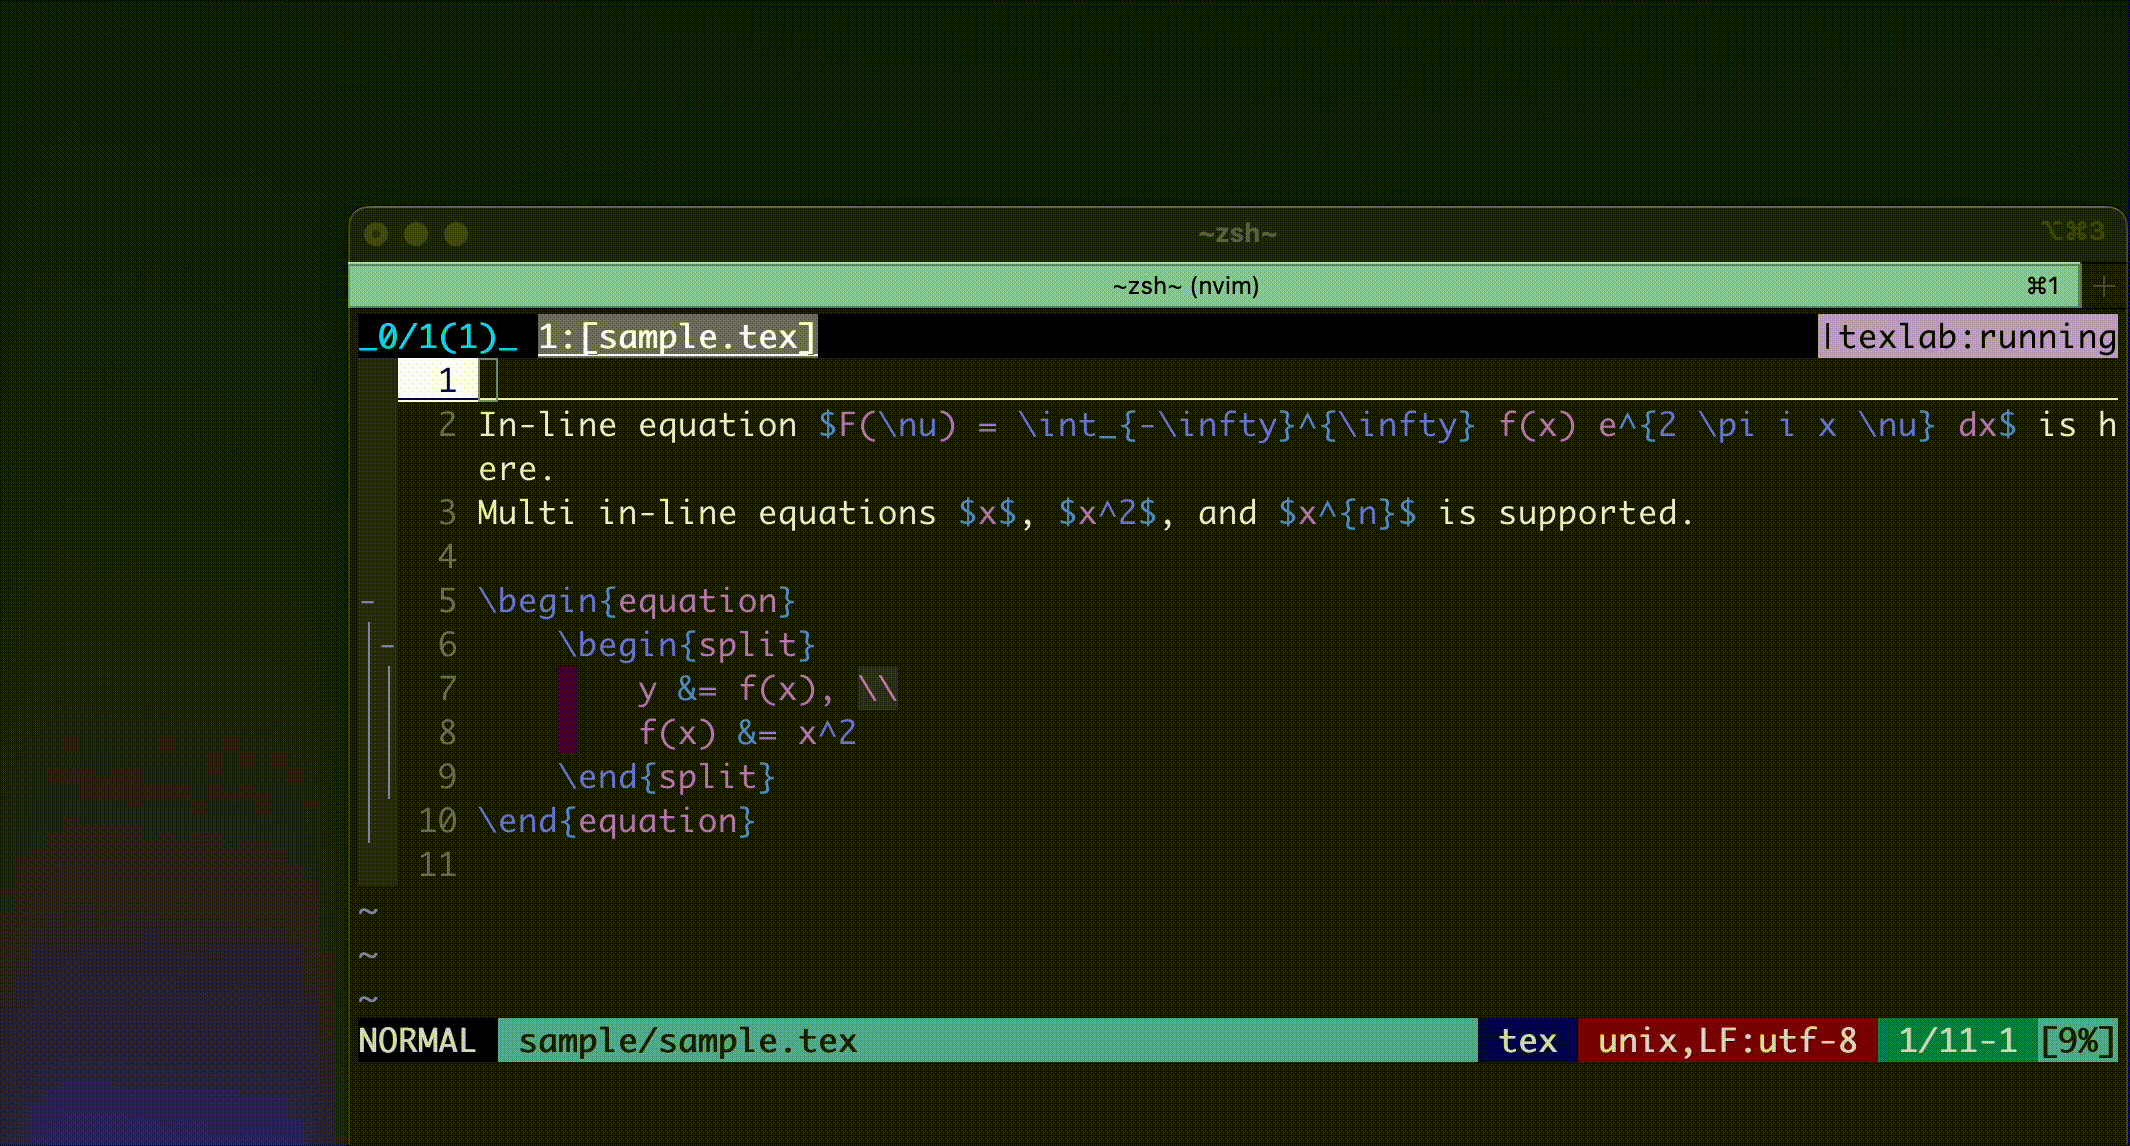 ~zsh~ ⌥⌘3
~zsh~ (nvim) ⌘1 +
_0/1(1)_ 1:[sample.tex] |texlab:running
1
2 In-line equation $F(\nu) = \int_{-\infty}^{\infty} f(x) e^{2 \pi i x \nu} dx$ is h
ere.
3 Multi in-line equations $x$, $x^2$, and $x^{n}$ is supported.
4
- 5 \begin{equation}
- 6     \begin{split}
7         y &= f(x), \\
8         f(x) &= x^2
9     \end{split}
10 \end{equation}
11
~
~
~
NORMAL sample/sample.tex tex unix,LF:utf-8 1/11-1 [9%]